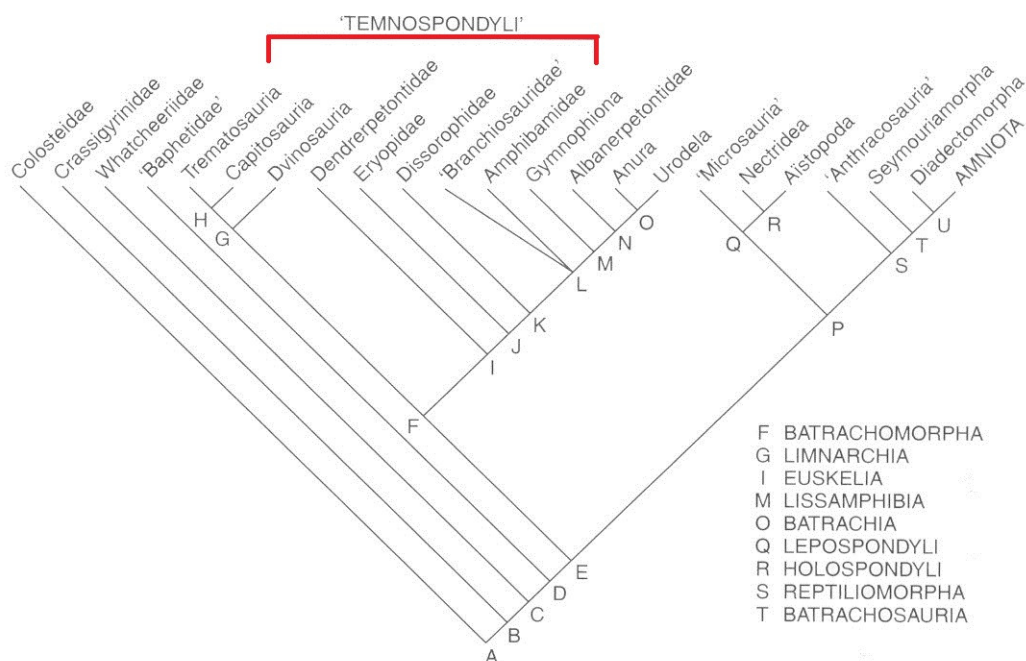 ‘TEMNOSPONDYLI’
Colosteidae
Crassigyrinidae
Whatcheeriidae
‘Baphetidae’
Trematosauria
Capitosauria
Dvinosauria
Dendrerpetontidae
Eryopidae
Dissorophidae
‘Branchiosauridae’
Amphibamidae
Gymnophiona
Albanerpetontidae
Anura
Urodela
‘Microsauria’
Nectridea
Aïstopoda
‘Anthracosauria’
Seymouriamorpha
Diadectomorpha
AMNIOTA
H
G
O
N
M
L
K
J
I
F
R
Q
U
T
S
P
E
D
C
B
A
F BATRACHOMORPHA
G LIMNARCHIA
I EUSKELIA
M LISSAMPHIBIA
O BATRACHIA
Q LEPOSPONDYLI
R HOLOSPONDYLI
S REPTILIOMORPHA
T BATRACHOSAURIA